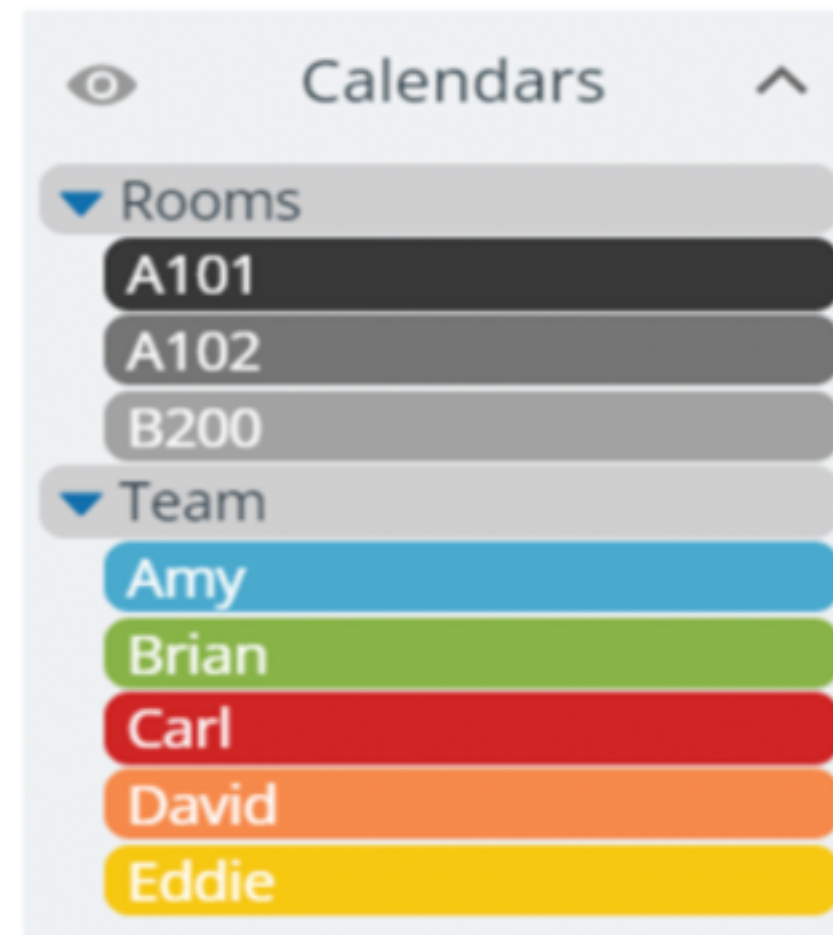 Calendars
Rooms
A101
A102
B200
Team
Amy
Brian
Carl
David
Eddie